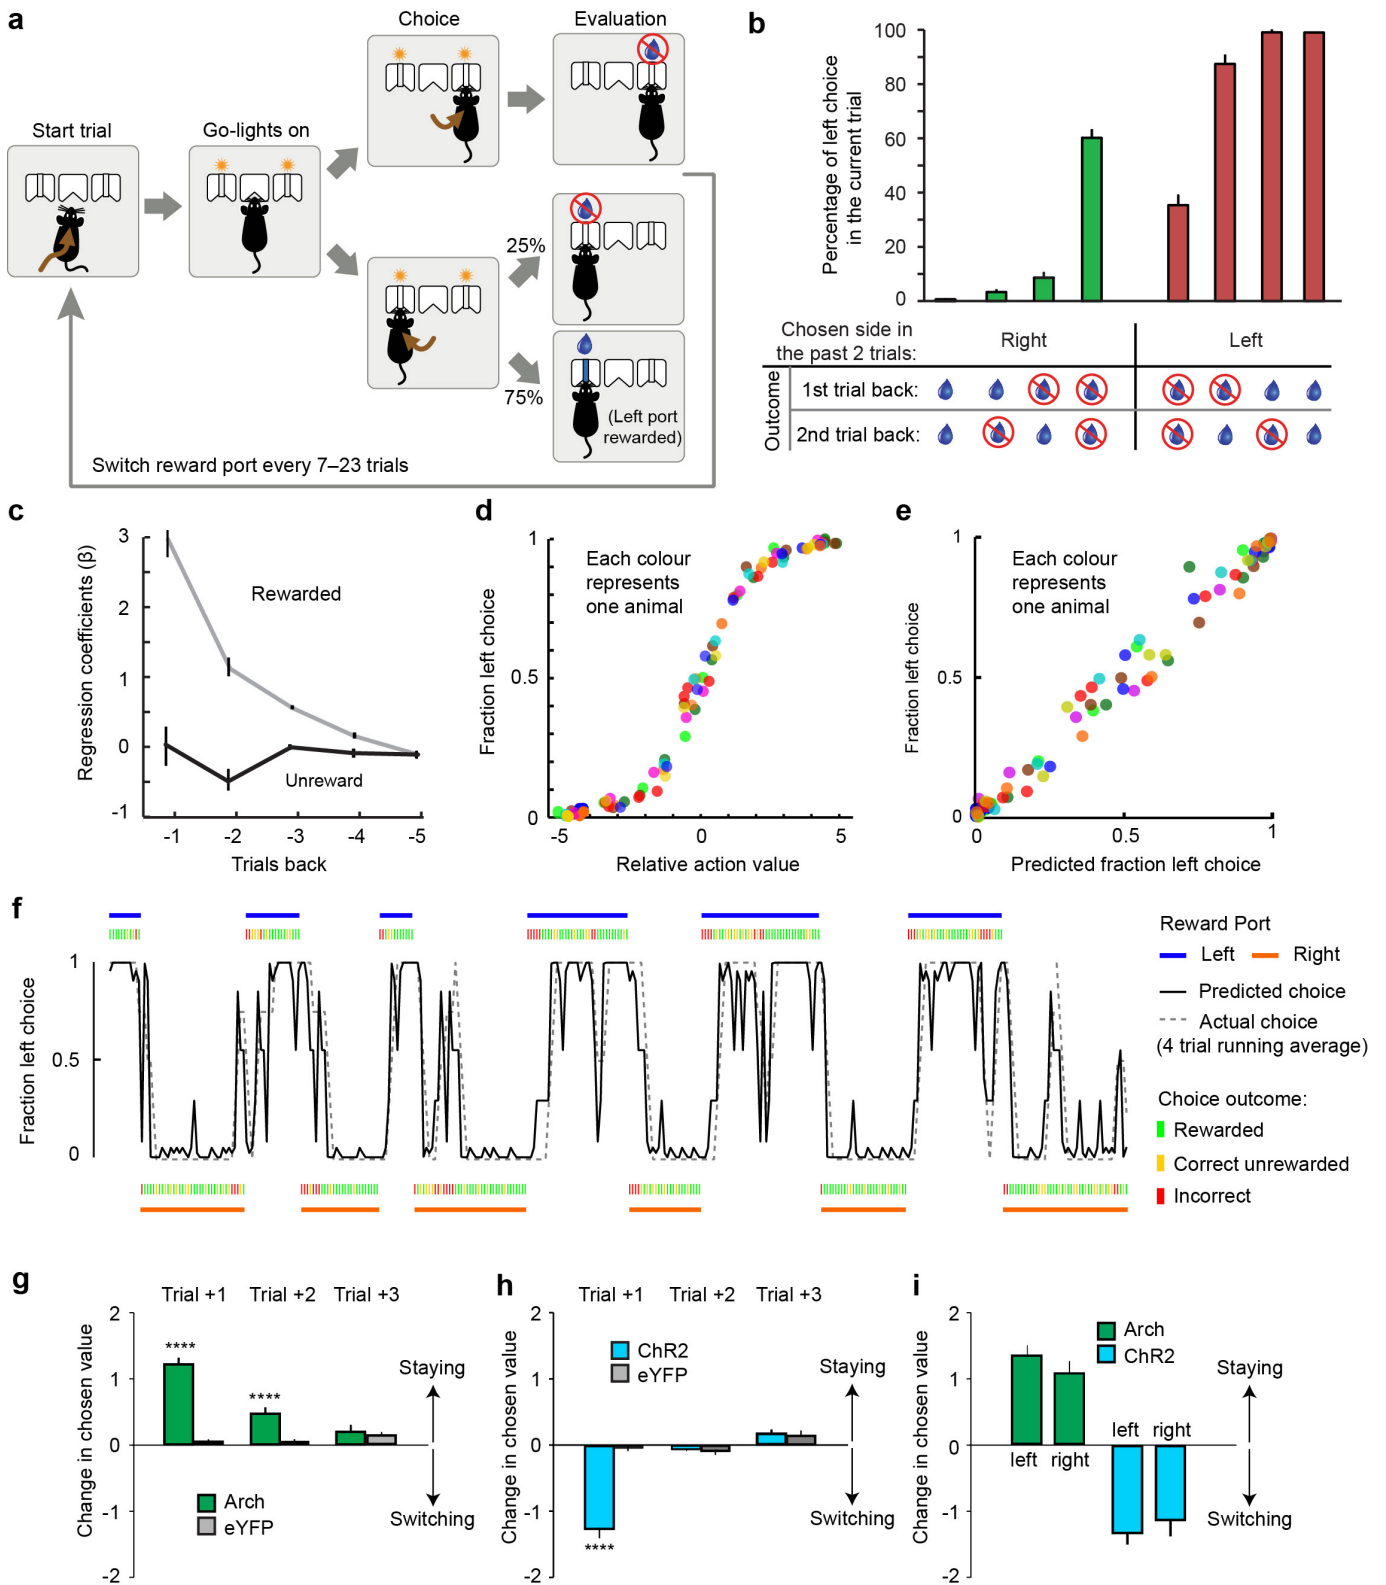 a
Choice
Evaluation
Start trial
Go-lights on
25%
75%
(Left port
rewarded)
Switch reward port every 7–23 trials
b
Percentage of left choice
in the current trial
100
80
60
40
20
0
Chosen side in
the past 2 trials:
Right
Left
Outcome
1st trial back:
2nd trial back:
c
Regression coefficients (β)
3
2
1
0
-1
Rewarded
Unreward
-1 -2 -3 -4 -5
Trials back
d
Fraction left choice
1
0.5
0
Each colour
represents
one animal
-5 0 5
Relative action value
e
Fraction left choice
1
0.5
0
Each colour
represents
one animal
0 0.5 1
Predicted fraction left choice
f
Fraction left choice
1
0.5
0
Reward Port
Left Right
Predicted choice
Actual choice
(4 trial running average)
Choice outcome:
Rewarded
Correct unrewarded
Incorrect
g
Trial +1 Trial +2 Trial +3
Change in chosen value
2
1
0
-1
-2
****
****
Staying
Switching
Arch
eYFP
h
Trial +1 Trial +2 Trial +3
Change in chosen value
2
1
0
-1
-2
ChR2
eYFP
****
Staying
Switching
i
Change in chosen value
2
1
0
-1
-2
Arch
ChR2
left right
left right
Staying
Switching